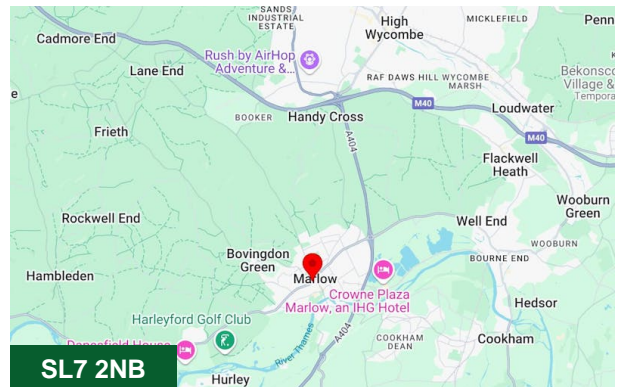 SANDS
INDUSTRIAL
ESTATE
High
Wycombe
MICKLEFIELD
Penn
Cadmore End
Rush by AirHop
Adventure &...
Lane End
RAF DAWS HILL
WYCOMBE
MARSH
Bekonsco
Village &
Tempora
e
M40
Loudwater
BOOKER
Handy Cross
Frieth
A404
M40
Flackwell
Heath
Wooburn
Green
Rockwell End
Well End
WOOBURN
Bovingdon
Green
BOURNE END
Hambleden
Marlow
Crowne Plaza
Marlow, an IHG Hotel
Hedsor
Harleyford Golf Club
River Thames
A404
COOKHAM
DEAN
Cookham
Danesfield House
Hurley
SL7 2NB